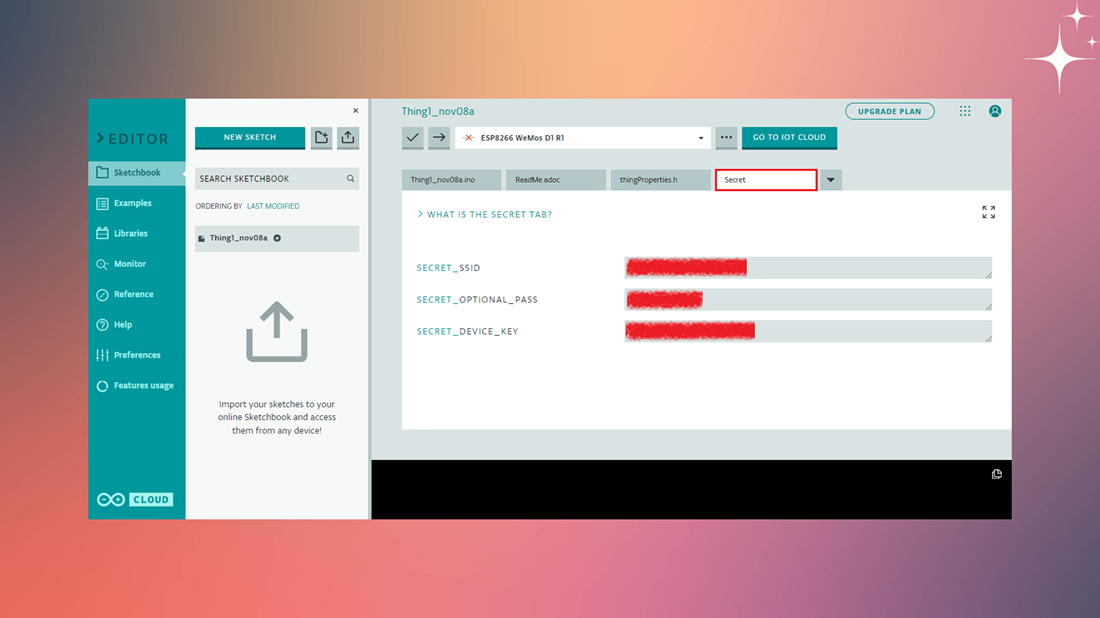 EDITOR
Sketchbook
Examples
Libraries
Monitor
Reference
Help
Preferences
Features usage
CLOUD
NEW SKETCH
SEARCH SKETCHBOOK
ORDERING BY LAST MODIFIED
Thing1_nov08a
Import your sketches to your
online Sketchbook and access
them from any device!
Thing1_nov08a
UPGRADE PLAN
ESP8266 WeMos D1 R1
GO TO IOT CLOUD
Thing1_nov08a.ino
ReadMe.adoc
thingProperties.h
Secret
WHAT IS THE SECRET TAB?
SECRET_SSID
SECRET_OPTIONAL_PASS
SECRET_DEVICE_KEY